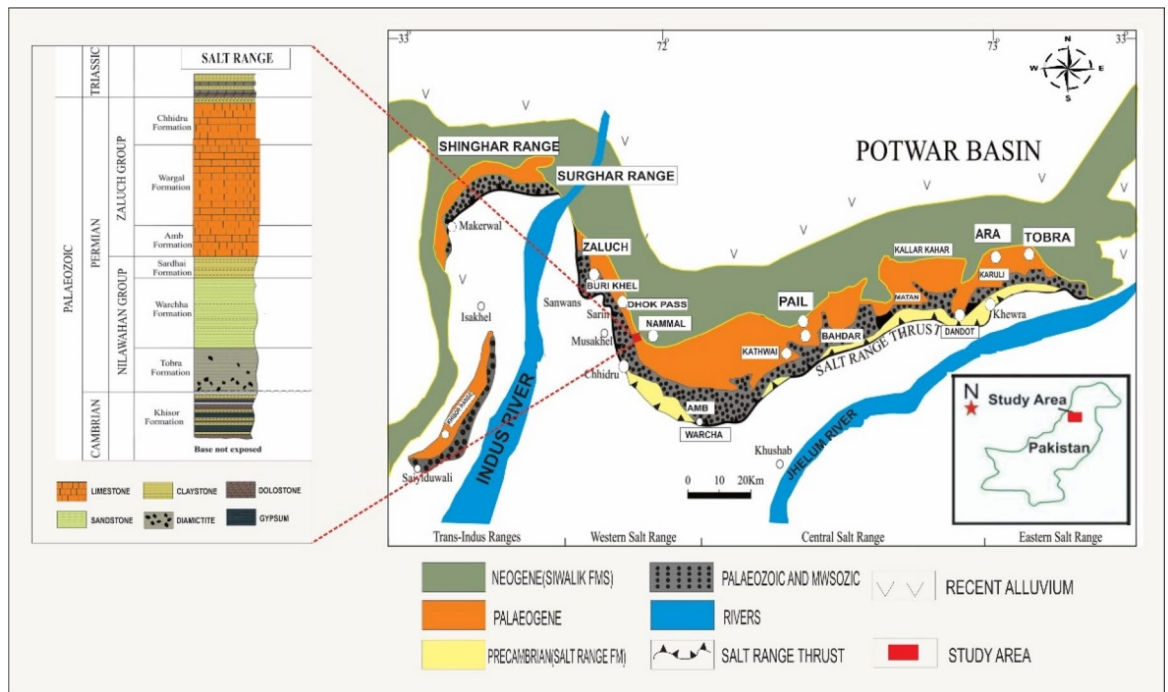 SALT RANGE
TRIASSIC
PALAEOZOIC
PERMIAN
CAMBRIAN
ZALUCH GROUP
NILAWAHAN GROUP
Chhidru
Formation
Wargal
Formation
Amb
Formation
Sardhai
Formation
Warchha
Formation
Tobra
Formation
Khisor
Formation
Base not exposed
LIMESTONE
CLAYSTONE
DOLOSTONE
SANDSTONE
DIAMICTITE
GYPSUM
33°
72°
73°
33°
N
W
E
S
POTWAR BASIN
SHINGHAR RANGE
SURGHAR RANGE
Makerwal
ZALUCH
BURI KHEL
Sanwans
DHOK PASS
Sarin
Isakhel
Musakhel
NAMMAL
Chhidru
PAIL
KATHWAI
BAHDAR
KALLAR KAHAR
MATAN
ARA
TOBRA
KARULI
Khewra
DANDOT
SALT RANGE THRUST
AMB
WARCHA
Khushab
Saiyiduwali
INDUS RIVER
JHELUM RIVER
0 10 20Km
N
Study Area
Pakistan
Trans-Indus Ranges
Western Salt Range
Central Salt Range
Eastern Salt Range
NEOGENE(SIWALIK FMS)
PALAEOZOIC AND MWSOZIC
RECENT ALLUVIUM
PALAEOGENE
RIVERS
PRECAMBRIAN(SALT RANGE FM)
SALT RANGE THRUST
STUDY AREA